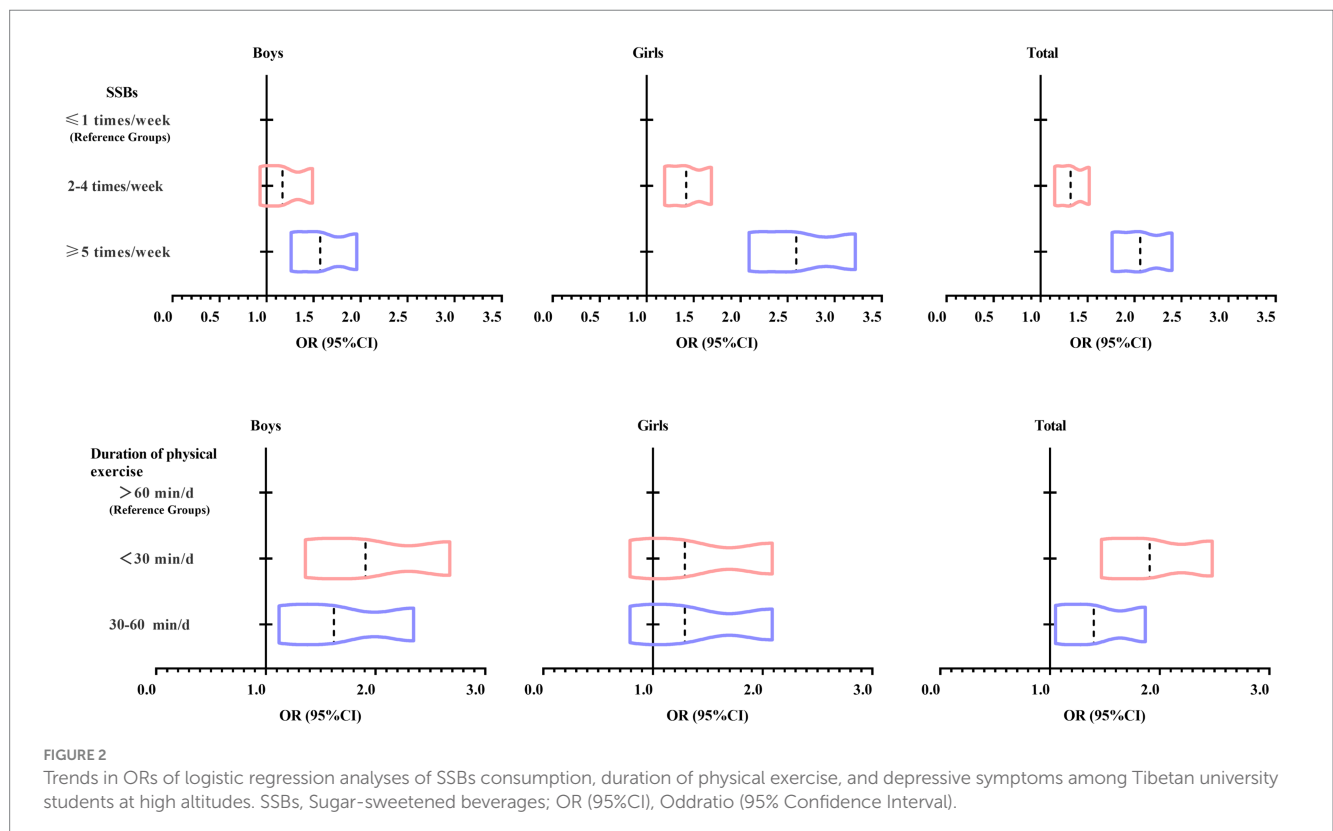 Boys
Girls
Total
SSBs
≤1 times/week
(Reference Groups)
2-4 times/week
≥5 times/week
0.0 0.5 1.0 1.5 2.0 2.5 3.0 3.5
0.0 0.5 1.0 1.5 2.0 2.5 3.0 3.5
0.0 0.5 1.0 1.5 2.0 2.5 3.0 3.5
OR (95%CI)
OR (95%CI)
OR (95%CI)
Boys
Girls
Total
Duration of physical
exercise
>60 min/d
(Reference Groups)
<30 min/d
30-60 min/d
0.0 1.0 2.0 3.0
0.0 1.0 2.0 3.0
0.0 1.0 2.0 3.0
OR (95%CI)
OR (95%CI)
OR (95%CI)
FIGURE 2
Trends in ORs of logistic regression analyses of SSBs consumption, duration of physical exercise, and depressive symptoms among Tibetan university
students at high altitudes. SSBs, Sugar-sweetened beverages; OR (95%CI), Oddratio (95% Confidence Interval).